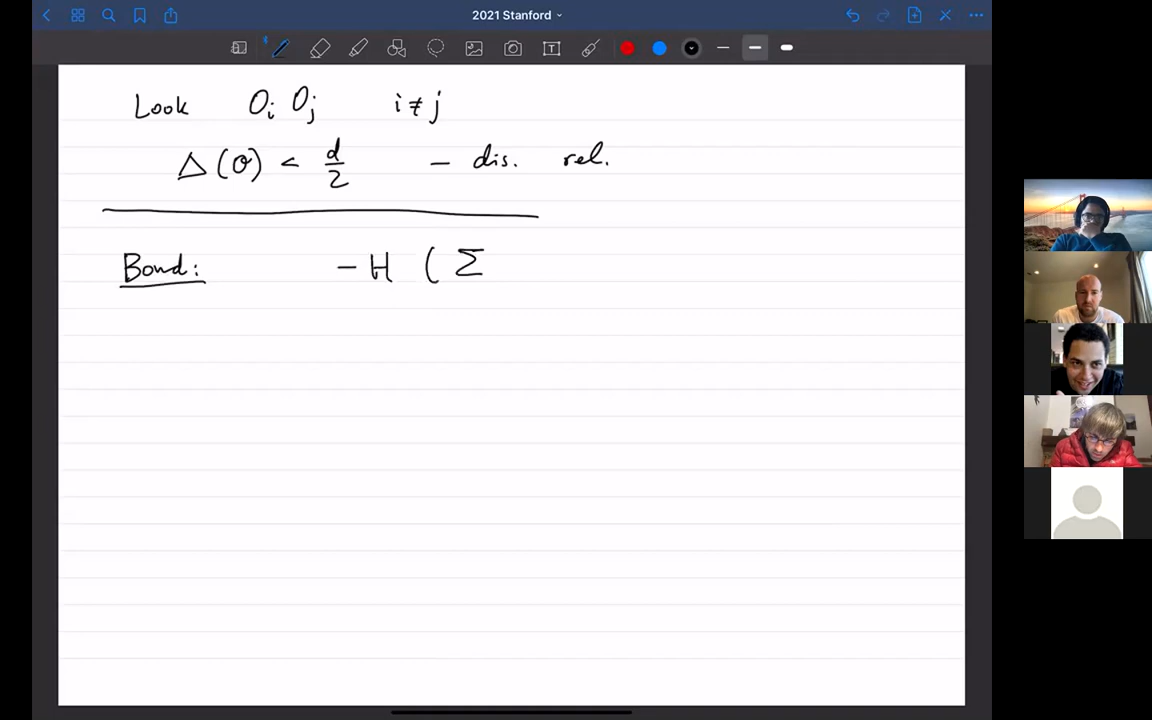 2021 Stanford
Look O_i O_j i ≠ j
Δ(O) < d/2 – dis. rel.
Bond: – H ( Σ